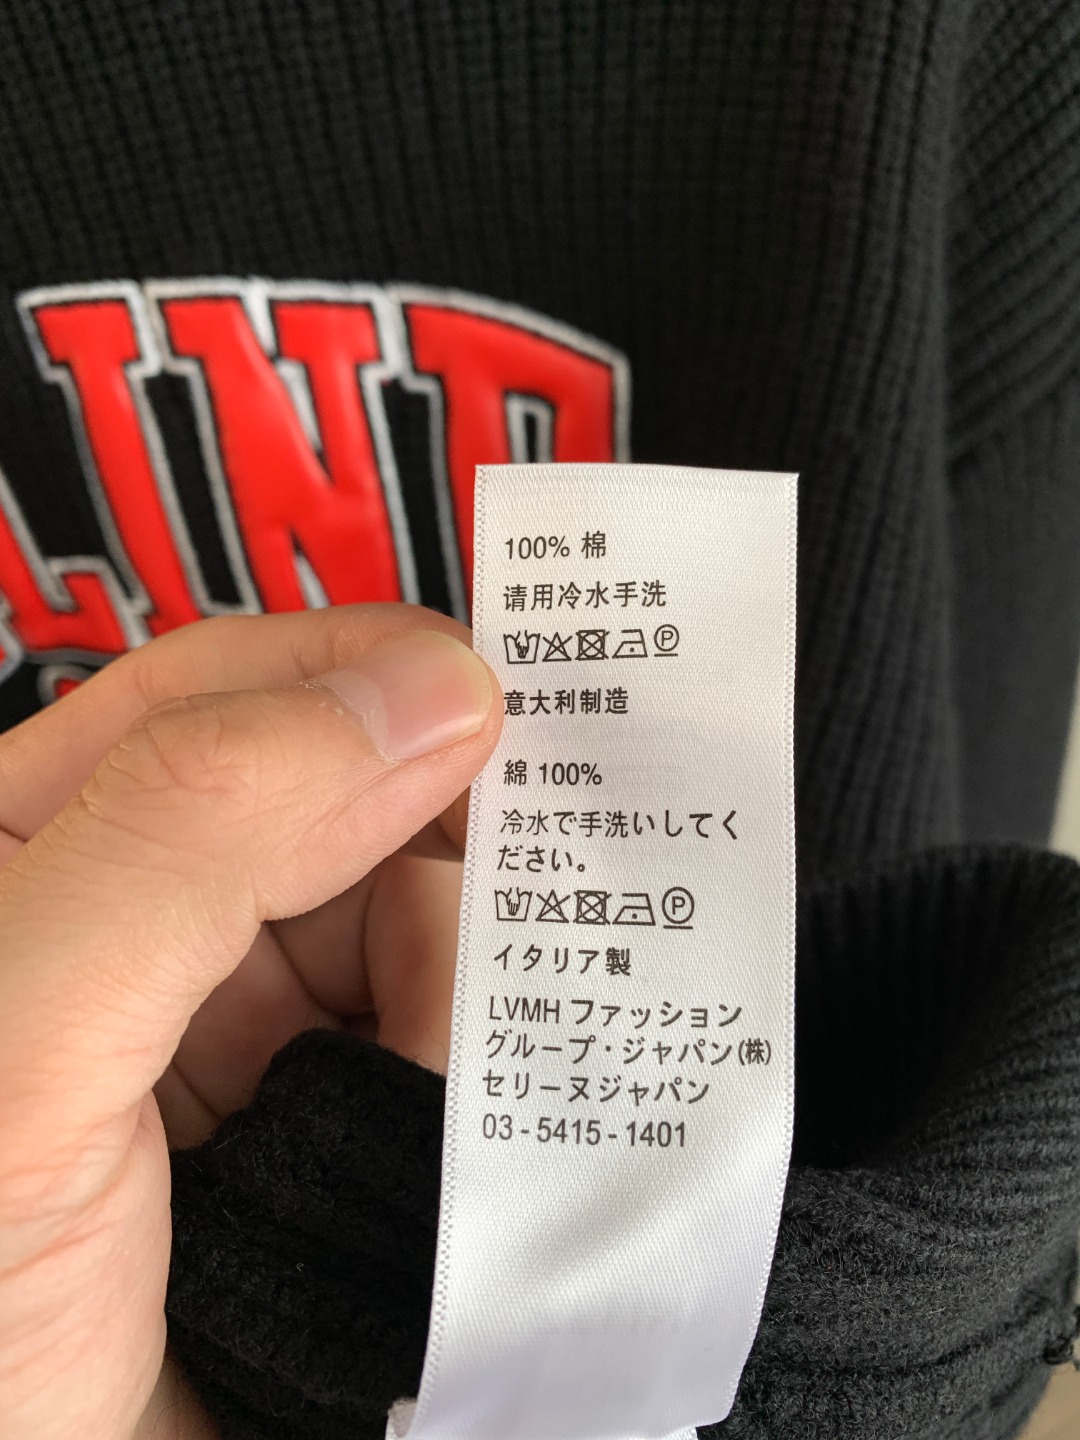 LINE
100% 棉
请用冷水手洗
P
意大利制造
綿 100%
冷水で手洗いしてく
ださい。
P
イタリア製
LVMH ファッション
グループ・ジャパン(株)
セリーヌジャパン
03-5415-1401